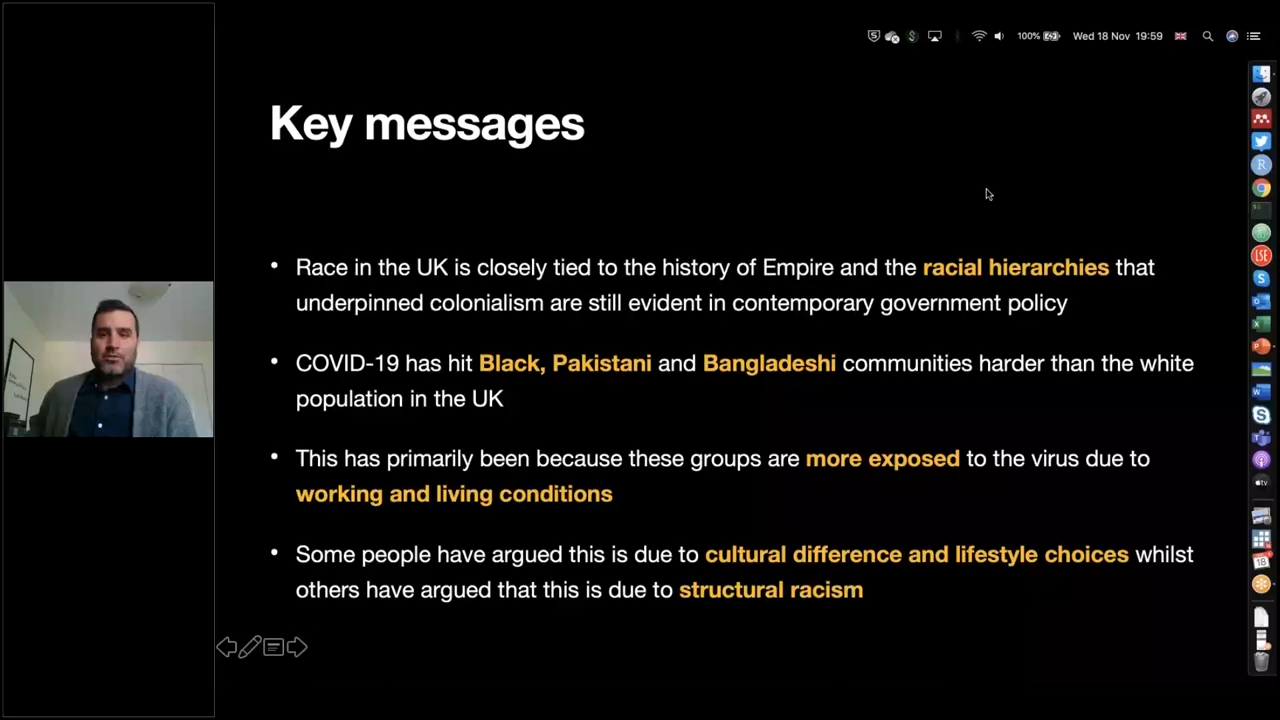 100%
Wed 18 Nov 19:59
Key messages
• Race in the UK is closely tied to the history of Empire and the racial hierarchies that
underpinned colonialism are still evident in contemporary government policy
• COVID-19 has hit Black, Pakistani and Bangladeshi communities harder than the white
population in the UK
• This has primarily been because these groups are more exposed to the virus due to
working and living conditions
• Some people have argued this is due to cultural difference and lifestyle choices whilst
others have argued that this is due to structural racism
R
LSE
S
W
tv
18